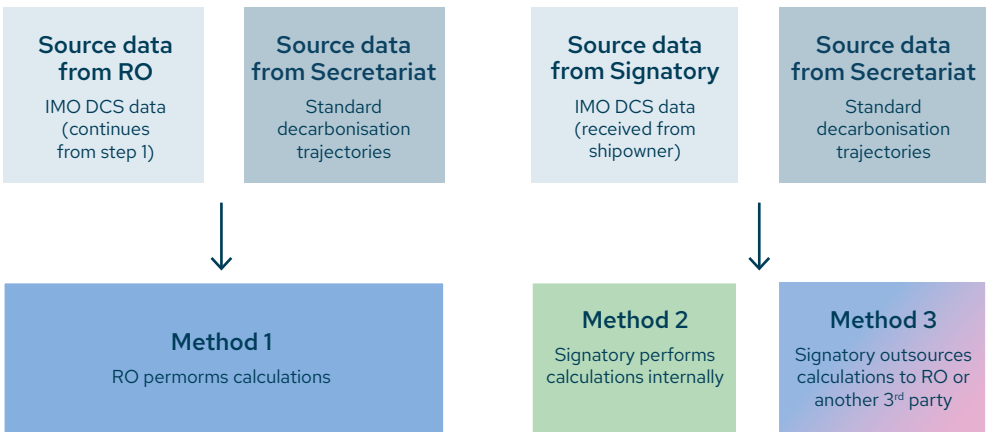 Source data
from RO
IMO DCS data
(continues
from step 1)
Source data
from Secretariat
Standard
decarbonisation
trajectories
Source data
from Signatory
IMO DCS data
(received from
shipowner)
Source data
from Secretariat
Standard
decarbonisation
trajectories
Method 1
RO permorms calculations
Method 2
Signatory performs
calculations internally
Method 3
Signatory outsources
calculations to RO or
another 3rd party